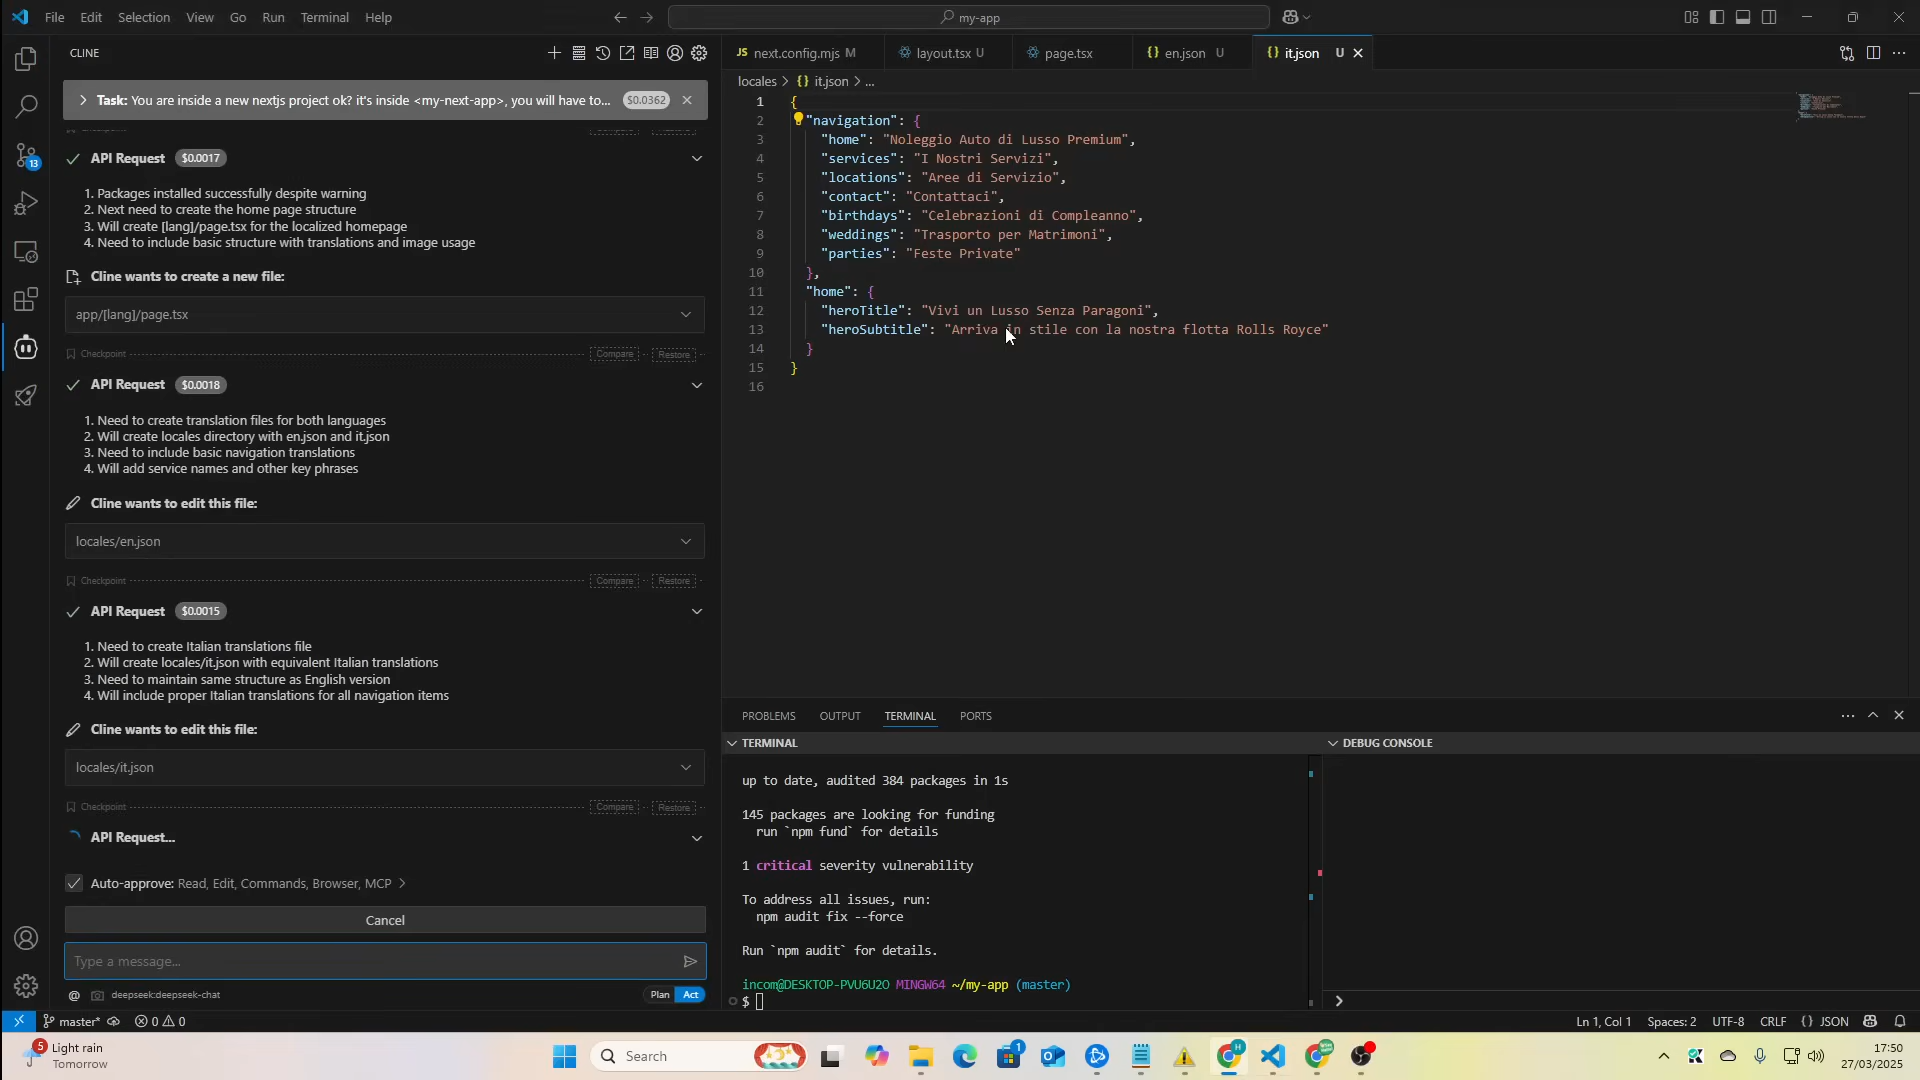 File Edit Selection View Go Run Terminal Help
my-app
CLINE
Task: You are inside a new nextjs project ok? it's inside <my-next-app>, you will have to...
$0.0362
API Request $0.0017
1. Packages installed successfully despite warning
2. Next need to create the home page structure
3. Will create [lang]/page.tsx for the localized homepage
4. Need to include basic structure with translations and image usage
Cline wants to create a new file:
app/[lang]/page.tsx
Checkpoint Compare Restore
API Request $0.0018
1. Need to create translation files for both languages
2. Will create locales directory with en.json and it.json
3. Need to include basic navigation translations
4. Will add service names and other key phrases
Cline wants to edit this file:
locales/en.json
Checkpoint Compare Restore
API Request $0.0015
1. Need to create Italian translations file
2. Will create locales/it.json with equivalent Italian translations
3. Need to maintain same structure as English version
4. Will include proper Italian translations for all navigation items
Cline wants to edit this file:
locales/it.json
Checkpoint Compare Restore
API Request...
Auto-approve: Read, Edit, Commands, Browser, MCP
Cancel
Type a message...
@ deepseek:deepseek-chat
Plan Act
13
JS next.config.mjs M layout.tsx U page.tsx {} en.json U {} it.json U
locales > {} it.json > ...
1 {
2 "navigation": {
3 "home": "Noleggio Auto di Lusso Premium",
4 "services": "I Nostri Servizi",
5 "locations": "Aree di Servizio",
6 "contact": "Contattaci",
7 "birthdays": "Celebrazioni di Compleanno",
8 "weddings": "Trasporto per Matrimoni",
9 "parties": "Feste Private"
10 },
11 "home": {
12 "heroTitle": "Vivi un Lusso Senza Paragoni",
13 "heroSubtitle": "Arriva in stile con la nostra flotta Rolls Royce"
14 }
15 }
16
PROBLEMS OUTPUT TERMINAL PORTS
TERMINAL
DEBUG CONSOLE
up to date, audited 384 packages in 1s
145 packages are looking for funding
run `npm fund` for details
1 critical severity vulnerability
To address all issues, run:
npm audit fix --force
Run `npm audit` for details.
incom@DESKTOP-PVU6U2O MINGW64 ~/my-app (master)
$
master* 0 0
Ln 1, Col 1 Spaces: 2 UTF-8 CRLF {} JSON
5 Light rain
Tomorrow
Search
1
17:50
27/03/2025